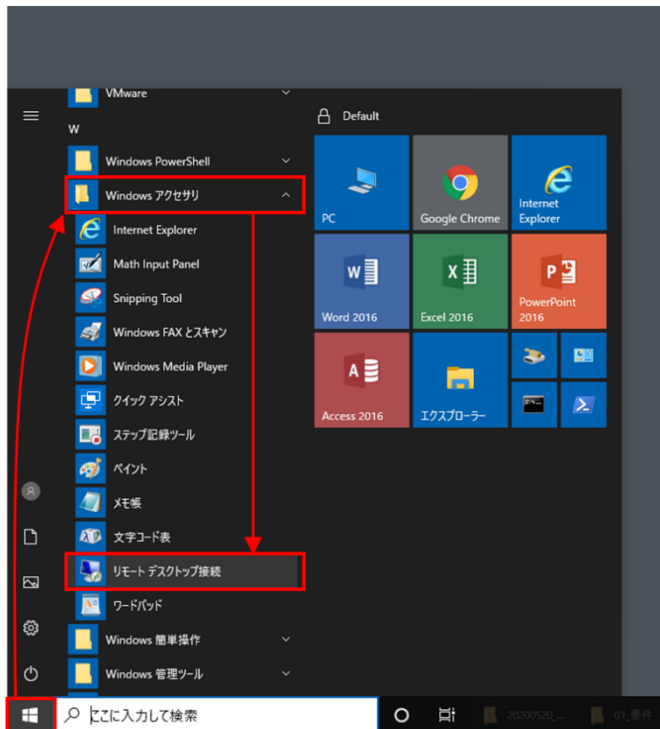 VMware
W
Windows PowerShell
Windows アクセサリ
Internet Explorer
Math Input Panel
Snipping Tool
Windows FAX とスキャン
Windows Media Player
クイック アシスト
ステップ記録ツール
ペイント
メモ帳
文字コード表
リモート デスクトップ接続
ワードパッド
Windows 簡単操作
Windows 管理ツール
Default
PC
Google Chrome
Internet
Explorer
Word 2016
Excel 2016
PowerPoint
2016
Access 2016
エクスプローラー
ここに入力して検索
20200520_...
01_要件